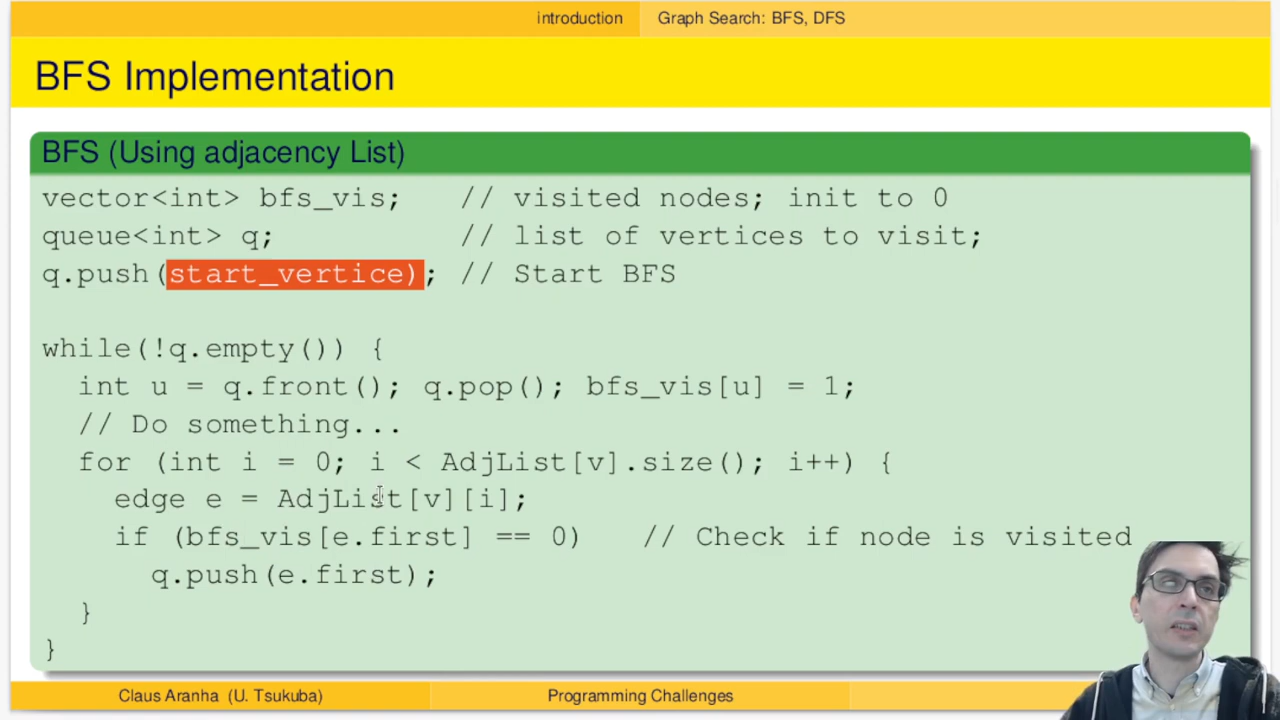 introduction Graph Search: BFS, DFS
BFS Implementation
BFS (Using adjacency List)
vector<int> bfs_vis; // visited nodes; init to 0
queue<int> q; // list of vertices to visit;
q.push(start_vertice); // Start BFS
while(!q.empty()) {
int u = q.front(); q.pop(); bfs_vis[u] = 1;
// Do something...
for (int i = 0; i < AdjList[v].size(); i++) {
edge e = AdjList[v][i];
if (bfs_vis[e.first] == 0) // Check if node is visited
q.push(e.first);
}
}
Claus Aranha (U. Tsukuba) Programming Challenges